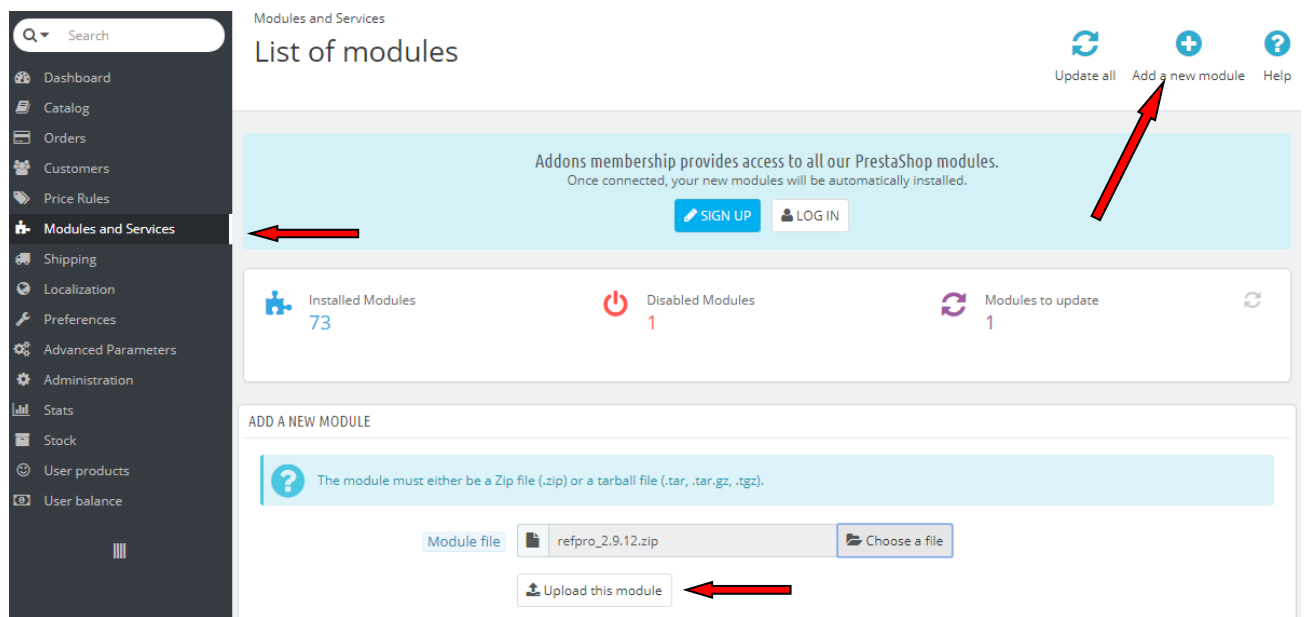 Search
Dashboard
Catalog
Orders
Customers
Price Rules
Modules and Services
Shipping
Localization
Preferences
Advanced Parameters
Administration
Stats
Stock
User products
User balance
Modules and Services
List of modules
Update all
Add a new module
Help
Addons membership provides access to all our PrestaShop modules.
Once connected, your new modules will be automatically installed.
SIGN UP
LOG IN
Installed Modules
73
Disabled Modules
1
Modules to update
1
ADD A NEW MODULE
The module must either be a Zip file (.zip) or a tarball file (.tar, .tar.gz, .tgz).
Module file
refpro_2.9.12.zip
Choose a file
Upload this module